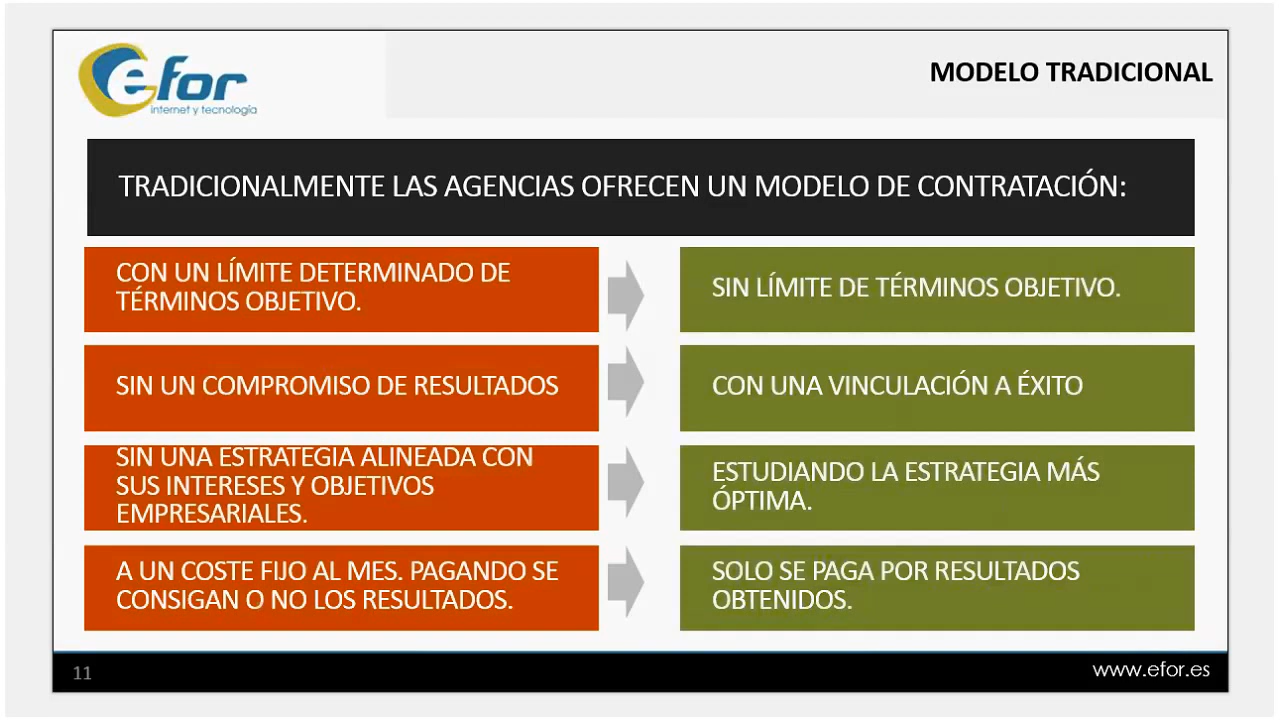 efor
internet y tecnología
MODELO TRADICIONAL
TRADICIONALMENTE LAS AGENCIAS OFRECEN UN MODELO DE CONTRATACIÓN:
CON UN LÍMITE DETERMINADO DE
TÉRMINOS OBJETIVO.
SIN LÍMITE DE TÉRMINOS OBJETIVO.
SIN UN COMPROMISO DE RESULTADOS
CON UNA VINCULACIÓN A ÉXITO
SIN UNA ESTRATEGIA ALINEADA CON
SUS INTERESES Y OBJETIVOS
EMPRESARIALES.
ESTUDIANDO LA ESTRATEGIA MÁS
ÓPTIMA.
A UN COSTE FIJO AL MES. PAGANDO SE
CONSIGAN O NO LOS RESULTADOS.
SOLO SE PAGA POR RESULTADOS
OBTENIDOS.
11
www.efor.es